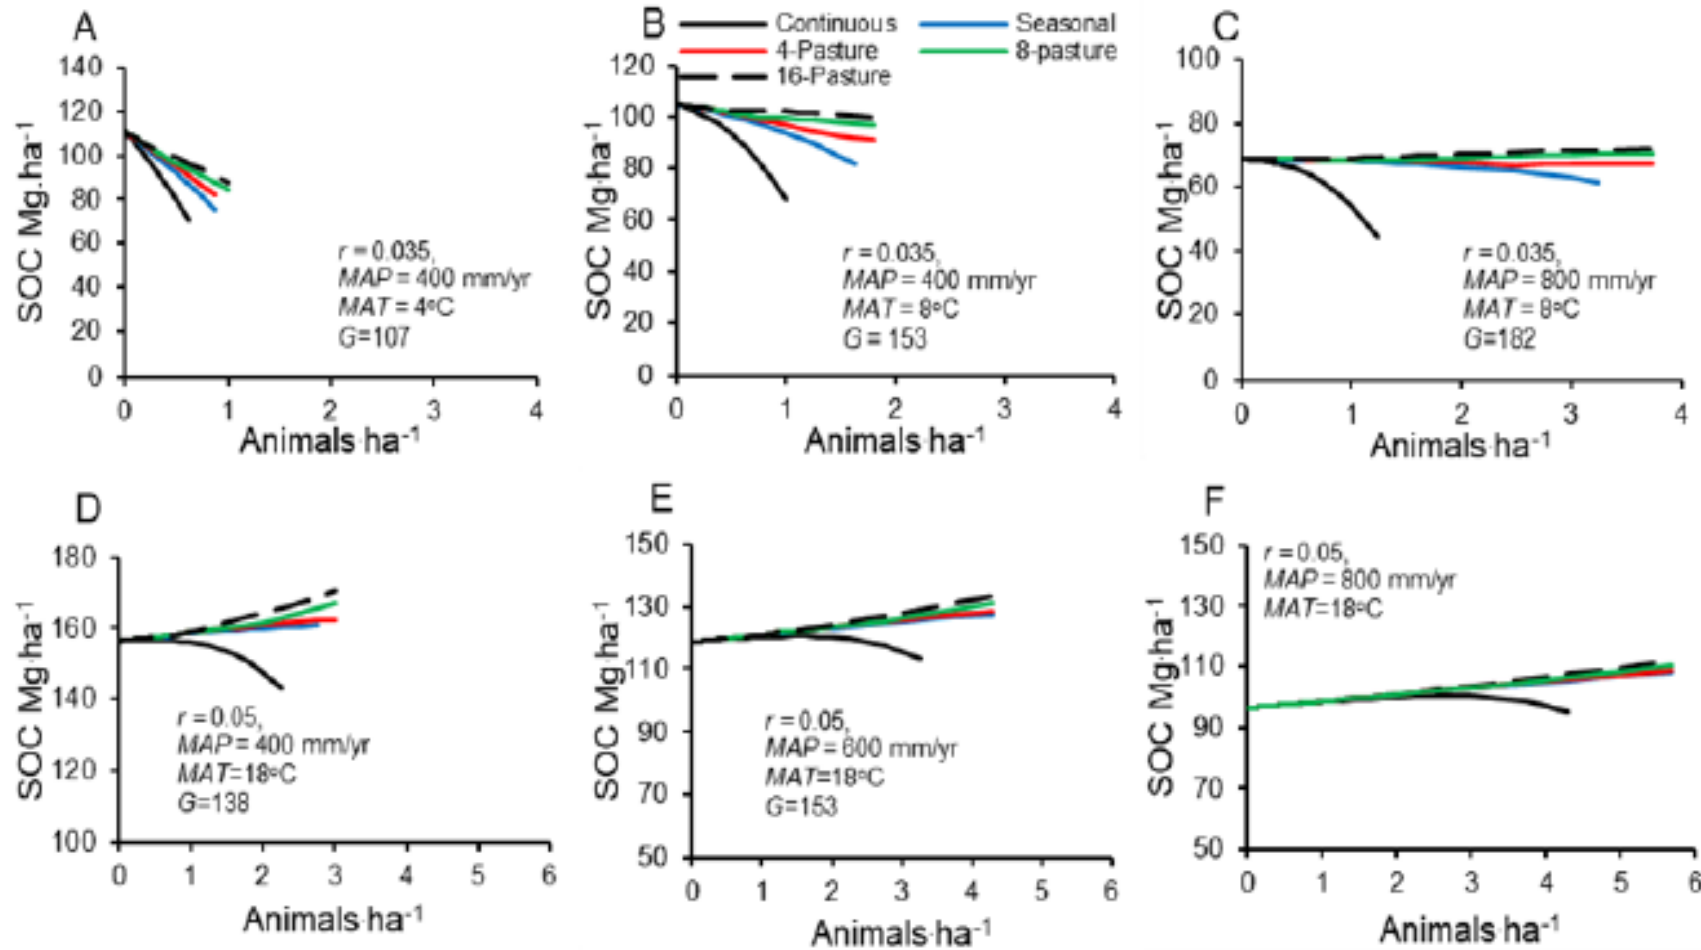 A
140
120
100
80
60
40
20
0
SOC Mg.ha-1
r = 0.035,
MAP = 400 mm/yr
MAT = 4ºC
G=107
0 1 2 3 4
Animals·ha-1
B
Continuous Seasonal
4-Pasture 8-pasture
16-Pasture
120
100
80
60
40
20
0
SOC Mg·ha-1
r = 0.035,
MAP = 400 mm/yr
MAT = 8ºC
G = 153
0 1 2 3 4
Animals·ha-1
C
100
80
60
40
20
0
SOC Mg·ha-1
r = 0.035,
MAP = 800 mm/yr
MAT = 8ºC
G=182
0 1 2 3 4
Animals·ha-1
D
180
160
140
120
100
SOC Mg·ha-1
r = 0.05,
MAP = 400 mm/yr
MAT=18ºC
G=138
0 1 2 3 4 5 6
Animals·ha-1
E
150
130
110
90
70
50
SOC Mg·ha-1
r = 0.05,
MAP = 600 mm/yr
MAT=18ºC
G=153
0 1 2 3 4 5 6
Animals·ha-1
F
150
130
110
90
70
50
SOC Mg·ha-1
r = 0.05,
MAP = 800 mm/yr
MAT=18ºC
0 1 2 3 4 5 6
Animals·ha-1